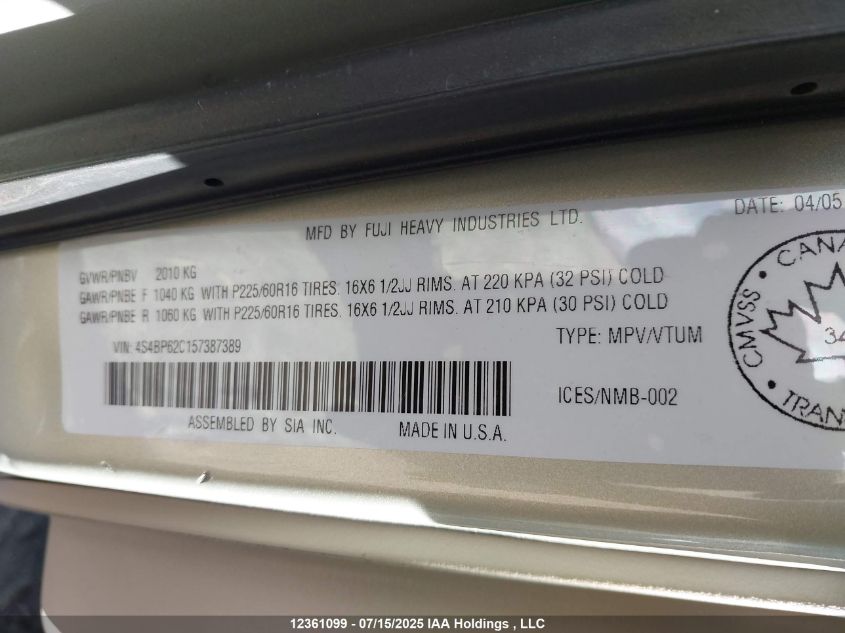 MFD BY FUJI HEAVY INDUSTRIES LTD.
DATE: 04/05
GVWR/PNBV 2010 KG
GAWR/PNBE F 1040 KG WITH P225/60R16 TIRES. 16X6 1/2JJ RIMS. AT 220 KPA (32 PSI) COLD
GAWR/PNBE R 1060 KG WITH P225/60R16 TIRES. 16X6 1/2JJ RIMS. AT 210 KPA (30 PSI) COLD
TYPE: MPV/VTUM
VIN: 4S4BP62C157387389
ICES/NMB-002
ASSEMBLED BY SIA INC.
MADE IN U.S.A.
CMVSS • CANA
34
• TRAN
12361099 - 07/15/2025 IAA Holdings , LLC